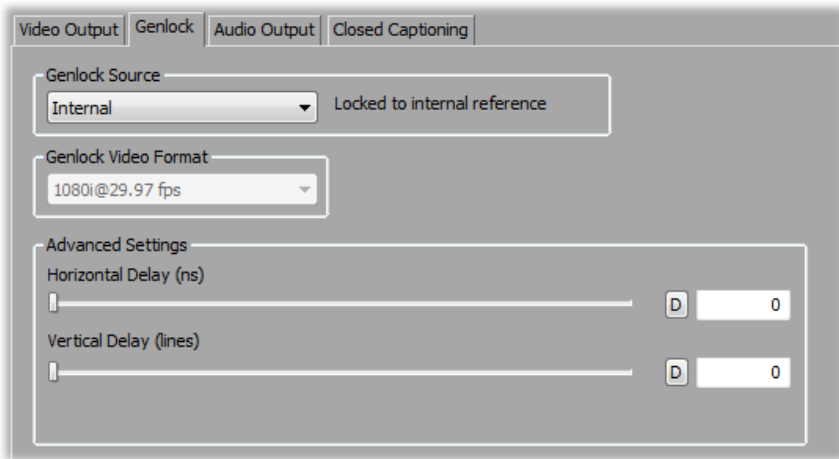 Video Output Genlock Audio Output Closed Captioning
Genlock Source
Internal Locked to internal reference
Genlock Video Format
1080i@29.97 fps
Advanced Settings
Horizontal Delay (ns)
D 0
Vertical Delay (lines)
D 0